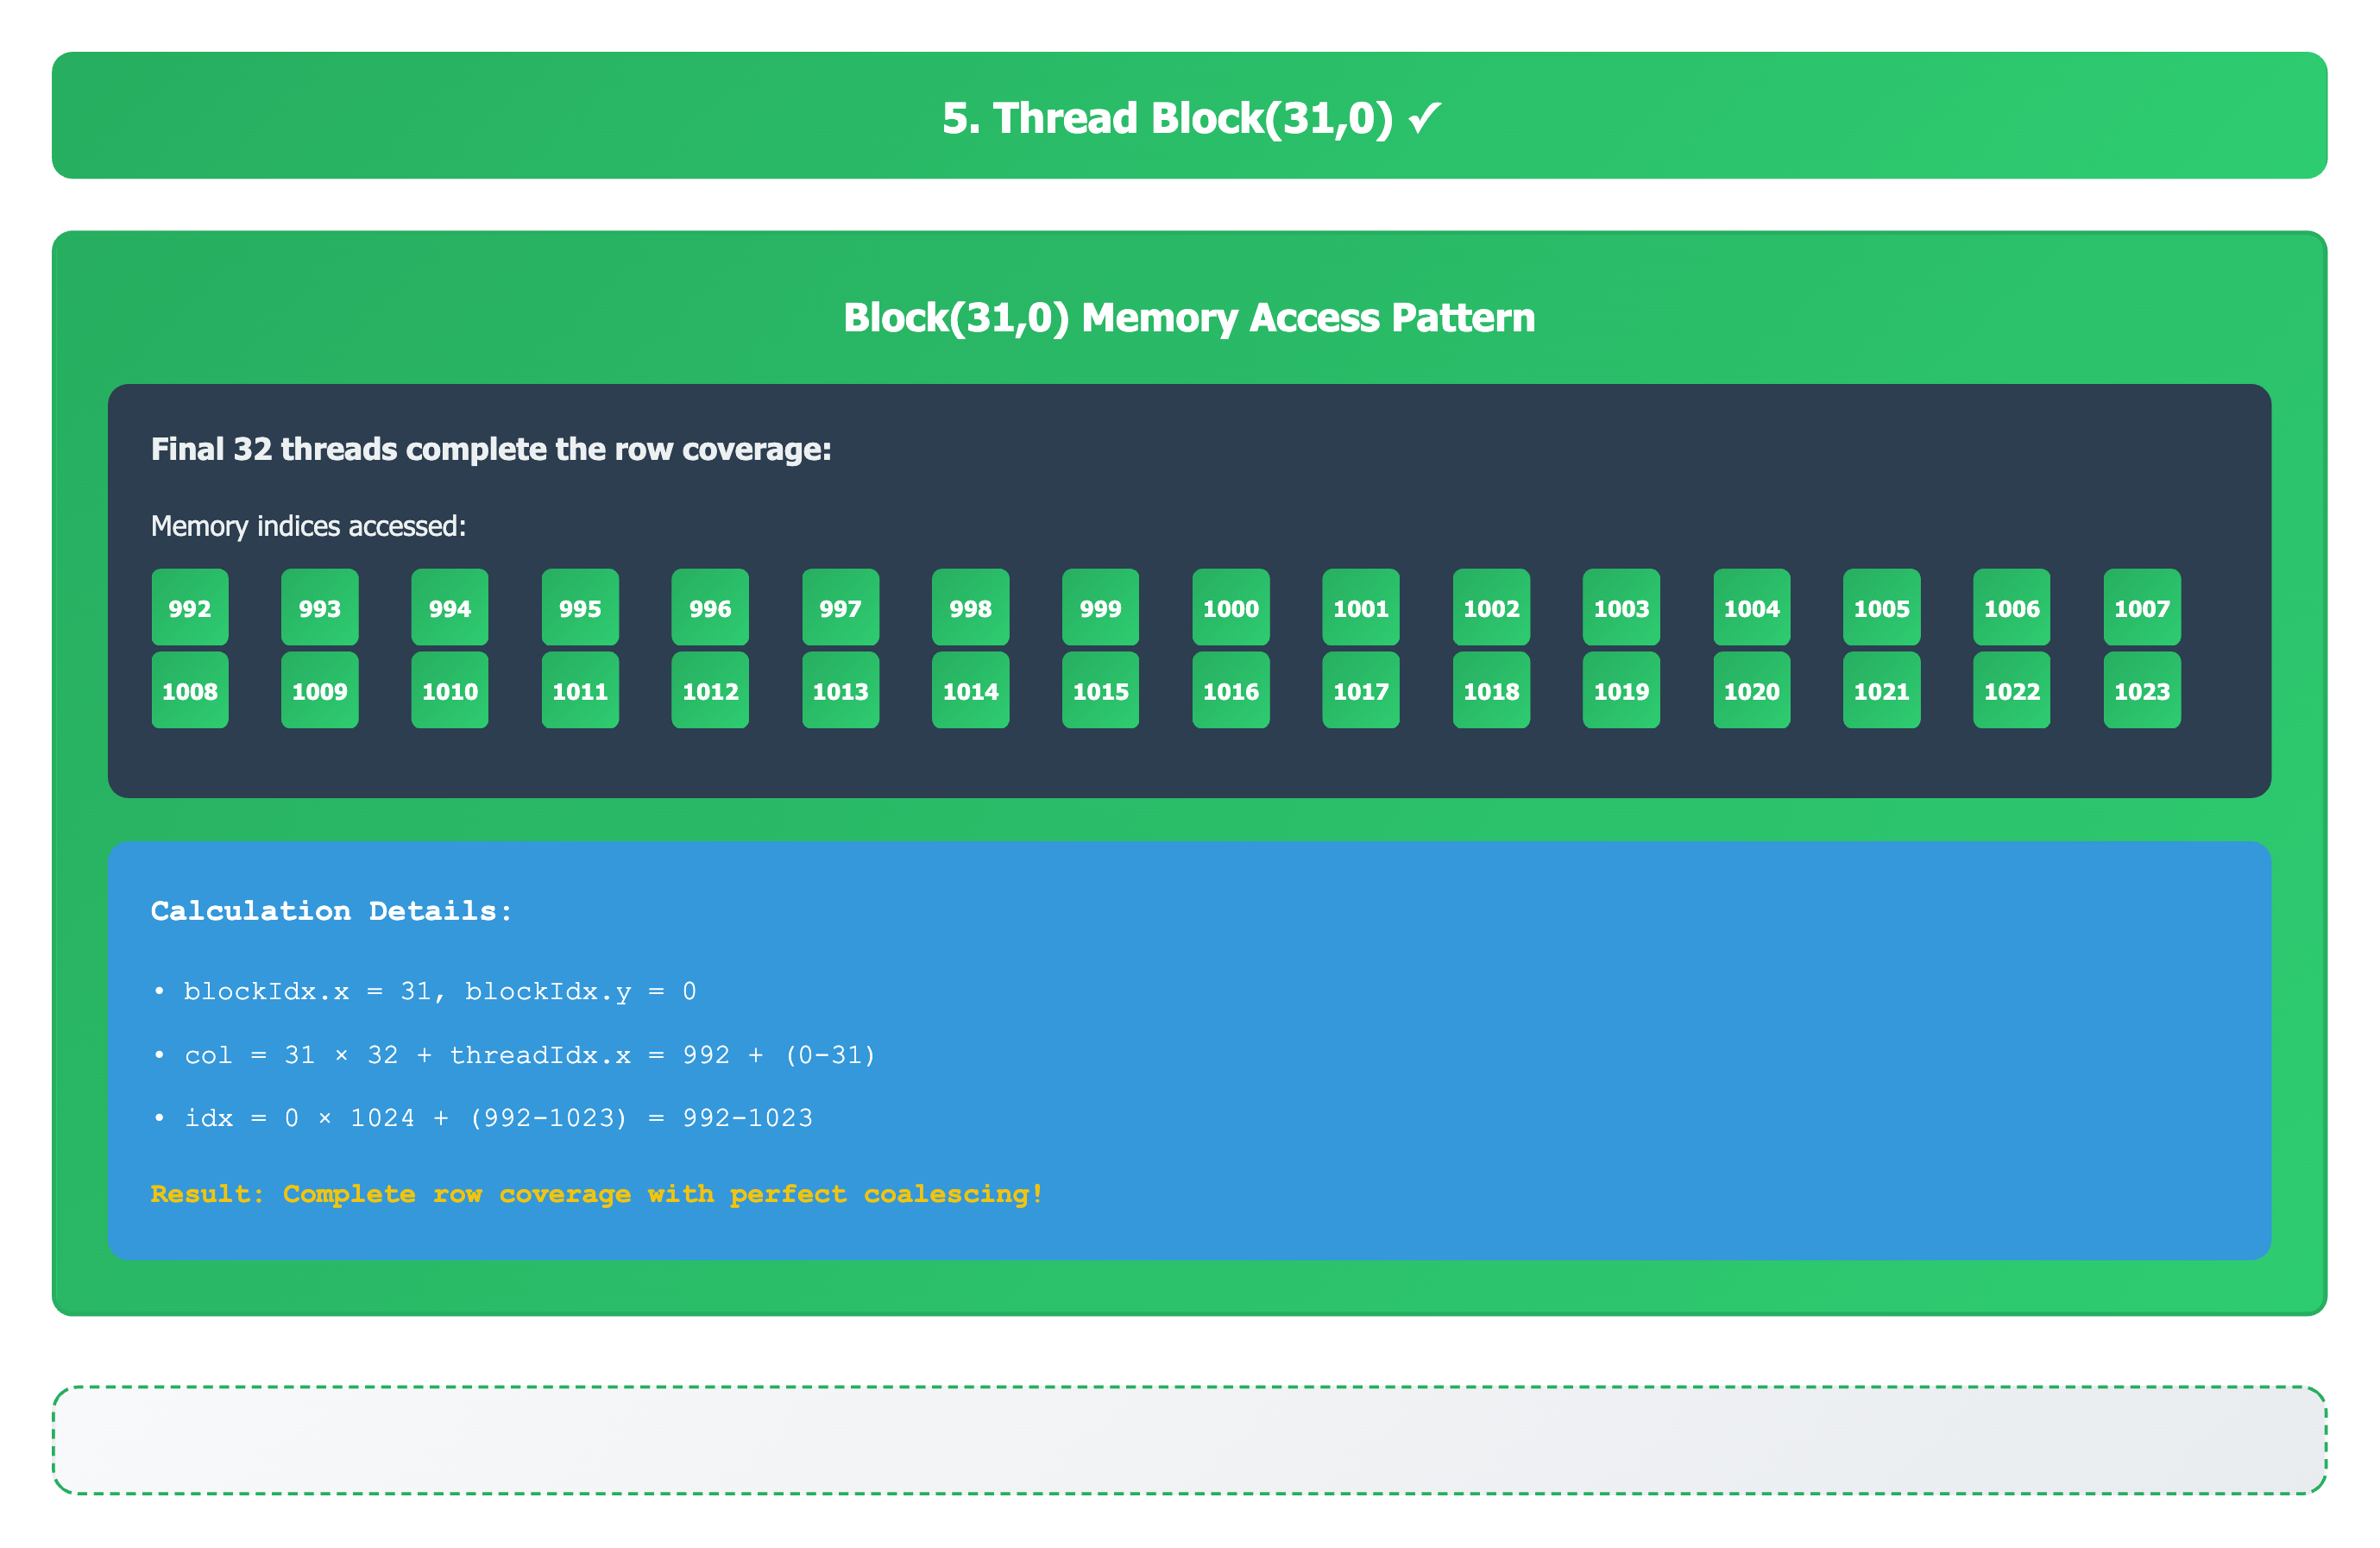 5. Thread Block(31,0) ✓
Block(31,0) Memory Access Pattern
Final 32 threads complete the row coverage:
Memory indices accessed:
992 993 994 995 996 997 998 999 1000 1001 1002 1003 1004 1005 1006 1007
1008 1009 1010 1011 1012 1013 1014 1015 1016 1017 1018 1019 1020 1021 1022 1023
Calculation Details:
• blockIdx.x = 31, blockIdx.y = 0
• col = 31 × 32 + threadIdx.x = 992 + (0-31)
• idx = 0 × 1024 + (992-1023) = 992-1023
Result: Complete row coverage with perfect coalescing!